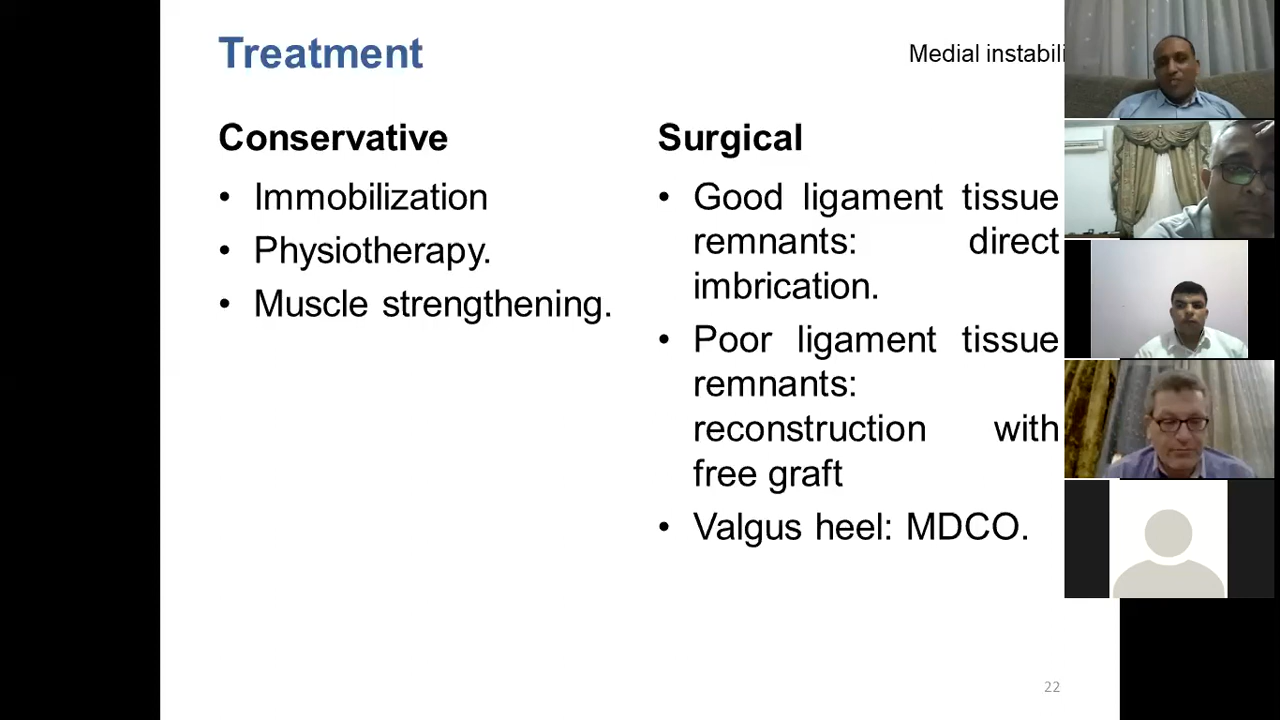 Treatment
Medial instabili
Conservative
• Immobilization
• Physiotherapy.
• Muscle strengthening.
Surgical
• Good ligament tissue
remnants: direct
imbrication.
• Poor ligament tissue
remnants:
reconstruction with
free graft
• Valgus heel: MDCO.
22